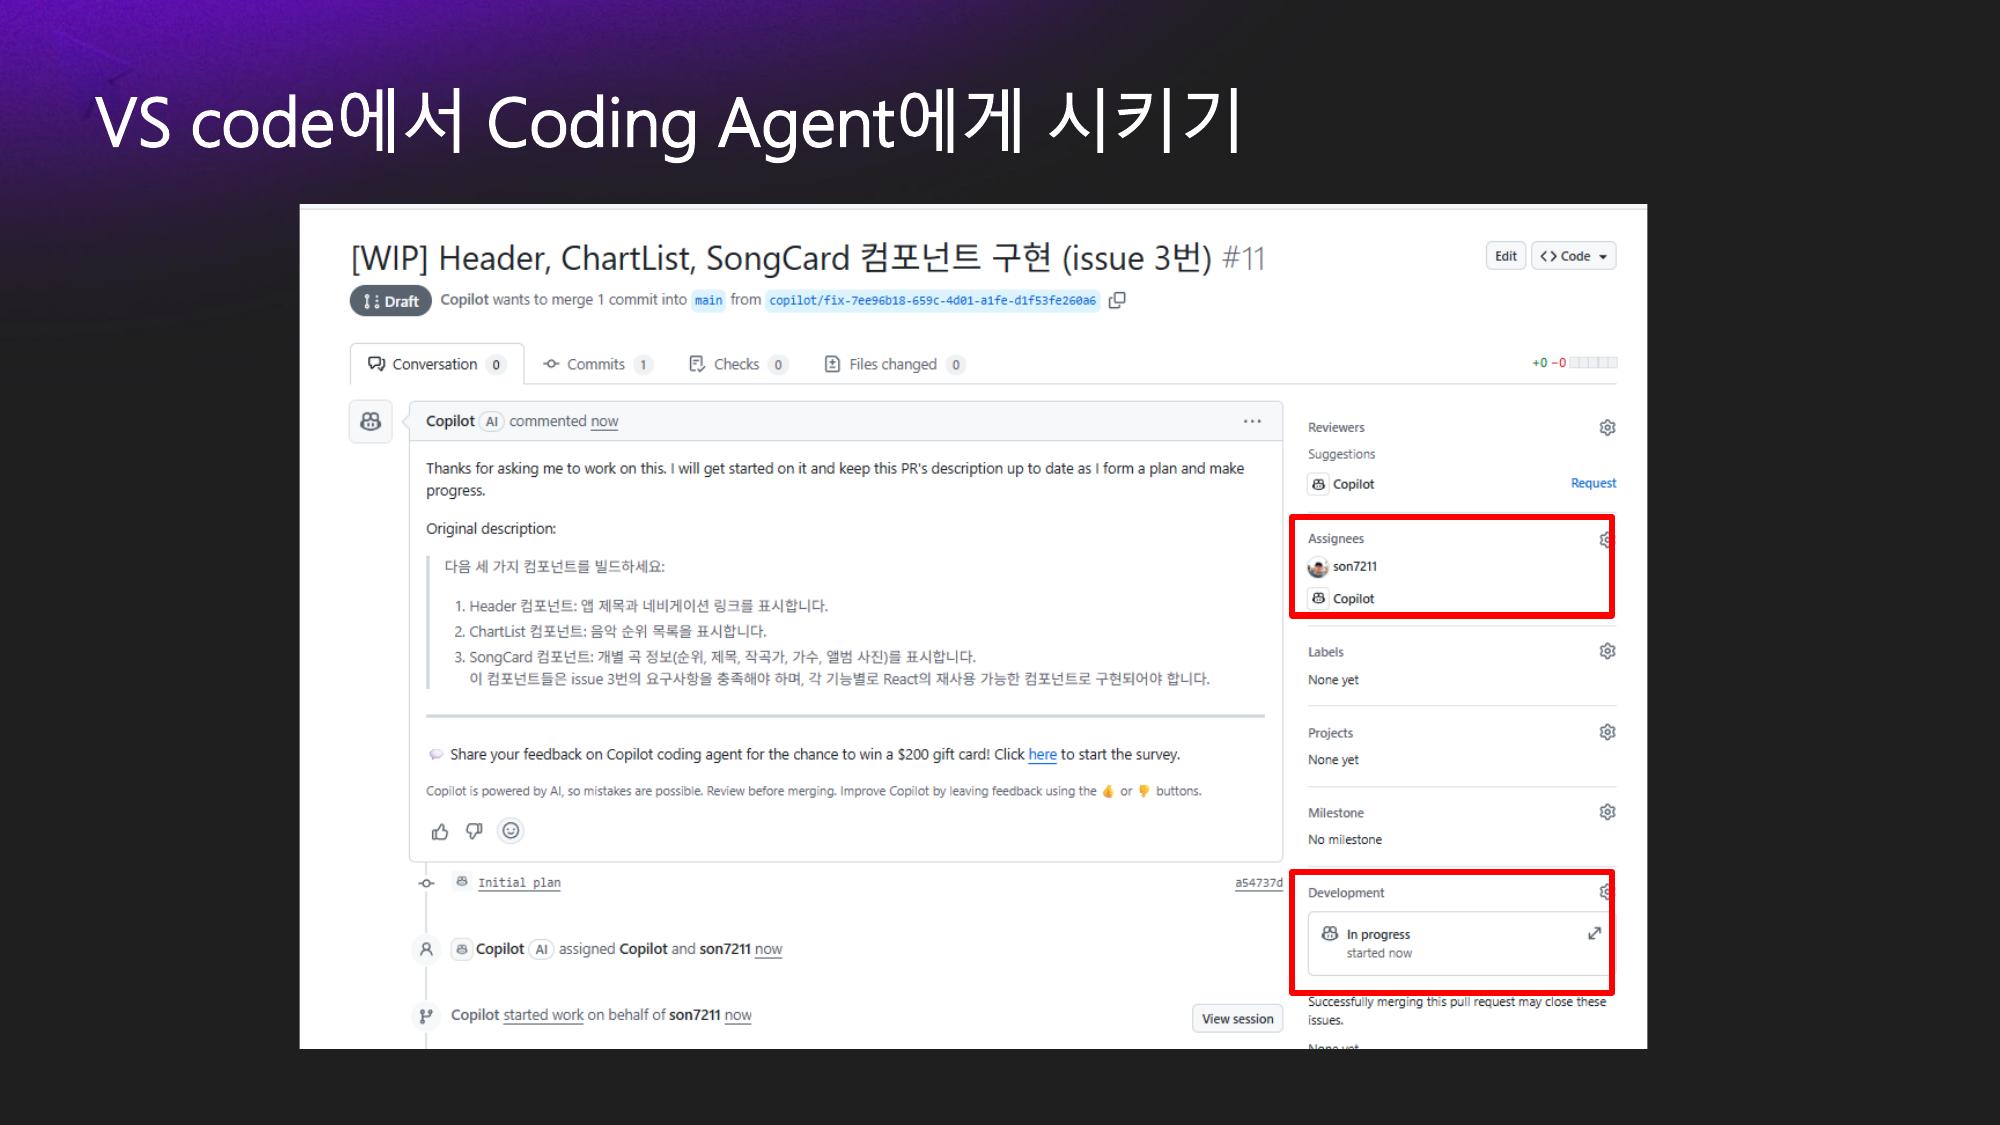 VS code에서 Coding Agent에게 시키기
[WIP] Header, ChartList, SongCard 컴포넌트 구현 (issue 3번) #11
Edit
<> Code
Draft
Copilot wants to merge 1 commit into main from copilot/fix-7ee96b18-659c-4d01-a1fe-d1f53fe260a6
Conversation 0
Commits 1
Checks 0
Files changed 0
+0 −0
Copilot AI commented now
Thanks for asking me to work on this. I will get started on it and keep this PR's description up to date as I form a plan and make
progress.
Original description:
다음 세 가지 컴포넌트를 빌드하세요:
1. Header 컴포넌트: 앱 제목과 네비게이션 링크를 표시합니다.
2. ChartList 컴포넌트: 음악 순위 목록을 표시합니다.
3. SongCard 컴포넌트: 개별 곡 정보(순위, 제목, 작곡가, 가수, 앨범 사진)를 표시합니다.
이 컴포넌트들은 issue 3번의 요구사항을 충족해야 하며, 각 기능별로 React의 재사용 가능한 컴포넌트로 구현되어야 합니다.
Share your feedback on Copilot coding agent for the chance to win a $200 gift card! Click here to start the survey.
Copilot is powered by AI, so mistakes are possible. Review before merging. Improve Copilot by leaving feedback using the 👍 or 👎 buttons.
Initial plan
a54737d
Copilot AI assigned Copilot and son7211 now
Copilot started work on behalf of son7211 now
View session
Reviewers
Suggestions
Copilot
Request
Assignees
son7211
Copilot
Labels
None yet
Projects
None yet
Milestone
No milestone
Development
In progress
started now
Successfully merging this pull request may close these
issues.
None yet